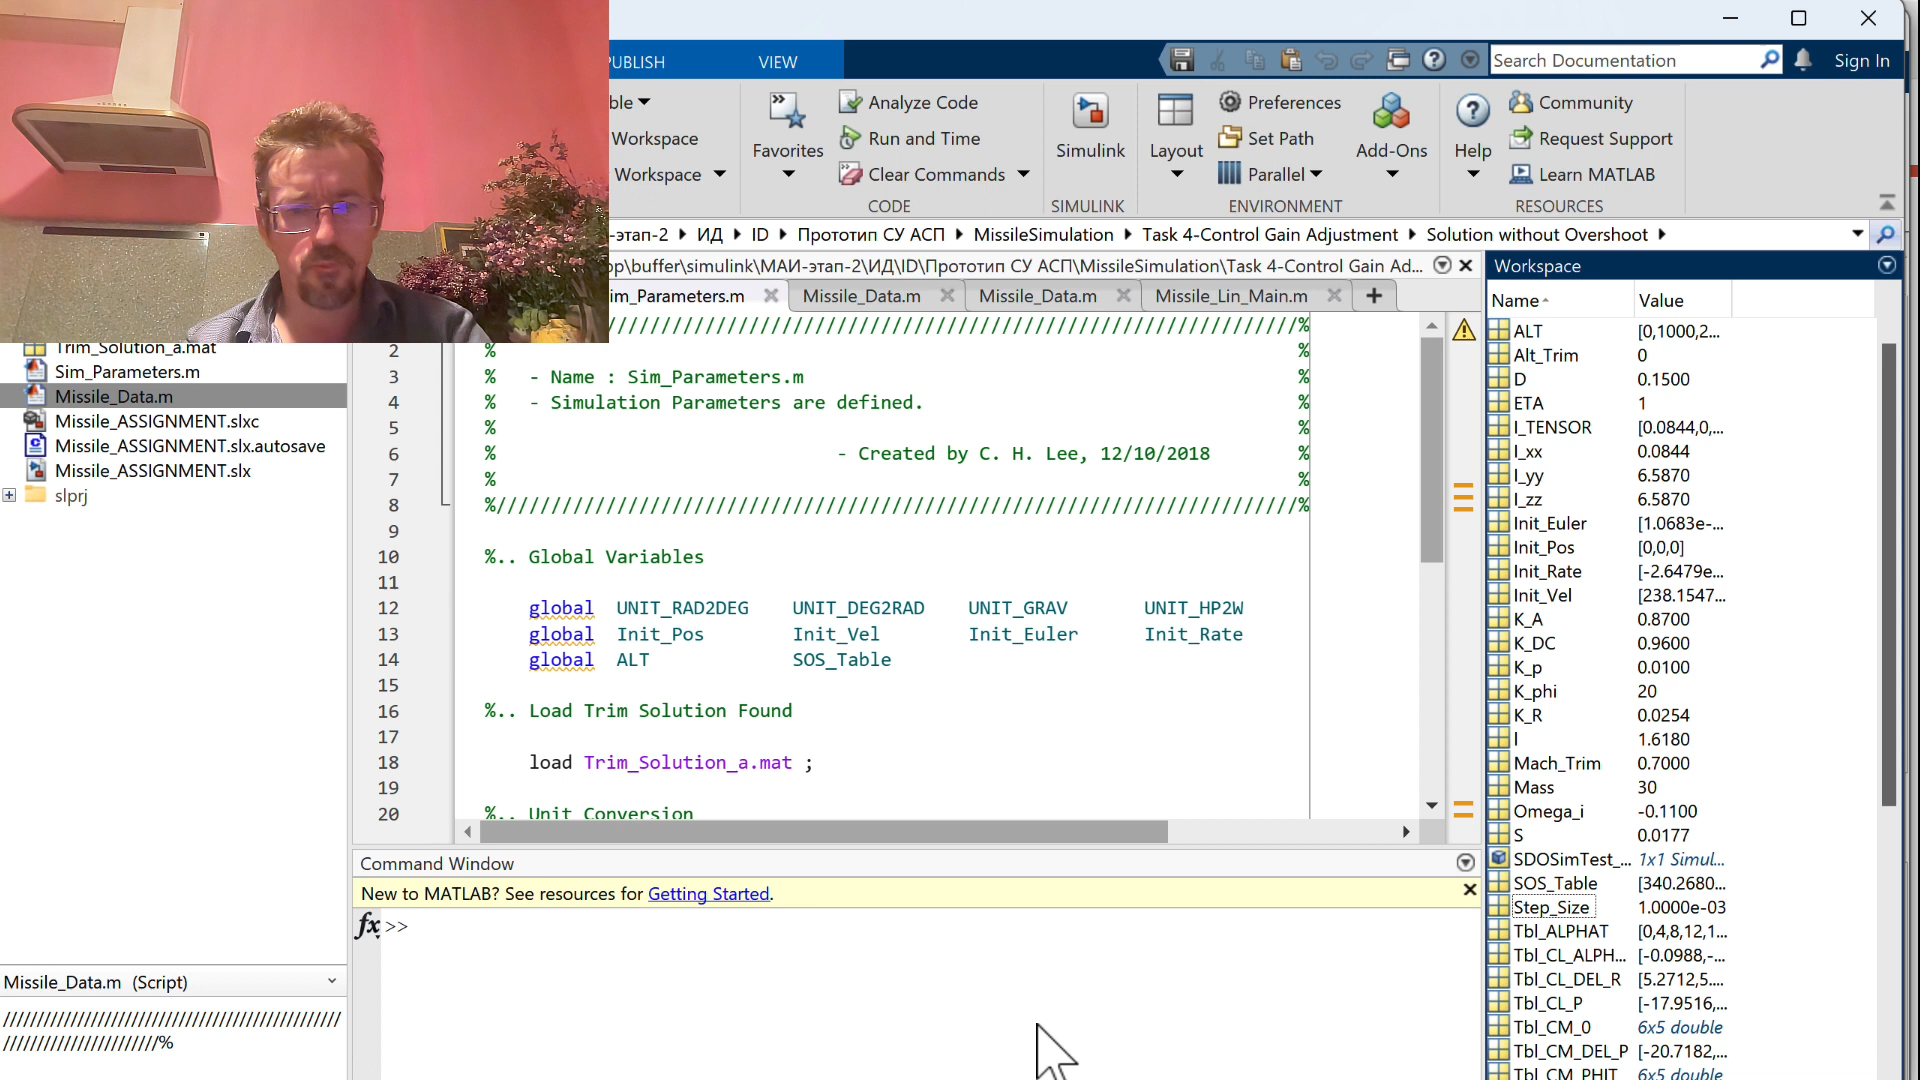 PUBLISH
VIEW
Search Documentation
Sign In
Workspace
Workspace
Favorites
Analyze Code
Run and Time
Clear Commands
CODE
Simulink
SIMULINK
Layout
Preferences
Set Path
Parallel
Add-Ons
ENVIRONMENT
Help
Community
Request Support
Learn MATLAB
RESOURCES
-этап-2 ▸ ИД ▸ ID ▸ Прототип СУ АСП ▸ MissileSimulation ▸ Task 4-Control Gain Adjustment ▸ Solution without Overshoot ▸
op\buffer\simulink\МАИ-этап-2\ИД\ID\Прототип СУ АСП\MissileSimulation\Task 4-Control Gain Ad...
im_Parameters.m
Missile_Data.m
Missile_Data.m
Missile_Lin_Main.m
Trim_Solution_a.mat
Sim_Parameters.m
Missile_Data.m
Missile_ASSIGNMENT.slxc
Missile_ASSIGNMENT.slx.autosave
Missile_ASSIGNMENT.slx
slprj
Missile_Data.m (Script)
//////////////////////////////////////////////////
///////////////////////%
2 % %
3 % - Name : Sim_Parameters.m %
4 % - Simulation Parameters are defined. %
5 % %
6 % - Created by C. H. Lee, 12/10/2018 %
7 % %
8 %/////////////////////////////////////////////////////////////////////////%
9
10 %.. Global Variables
11
12 global UNIT_RAD2DEG UNIT_DEG2RAD UNIT_GRAV UNIT_HP2W
13 global Init_Pos Init_Vel Init_Euler Init_Rate
14 global ALT SOS_Table
15
16 %.. Load Trim Solution Found
17
18 load Trim_Solution_a.mat ;
19
20 %.. Unit Conversion
Command Window
New to MATLAB? See resources for Getting Started.
fx >>
Workspace
Name Value
ALT [0,1000,2...
Alt_Trim 0
D 0.1500
ETA 1
I_TENSOR [0.0844,0,...
I_xx 0.0844
I_yy 6.5870
I_zz 6.5870
Init_Euler [1.0683e-...
Init_Pos [0,0,0]
Init_Rate [-2.6479e...
Init_Vel [238.1547...
K_A 0.8700
K_DC 0.9600
K_p 0.0100
K_phi 20
K_R 0.0254
l 1.6180
Mach_Trim 0.7000
Mass 30
Omega_i -0.1100
S 0.0177
SDOSimTest_... 1x1 Simul...
SOS_Table [340.2680...
Step_Size 1.0000e-03
Tbl_ALPHAT [0,4,8,12,1...
Tbl_CL_ALPH... [-0.0988,-...
Tbl_CL_DEL_R [5.2712,5....
Tbl_CL_P [-17.9516,...
Tbl_CM_0 6x5 double
Tbl_CM_DEL_P [-20.7182,...
Tbl_CM_PHIT 6x5 double